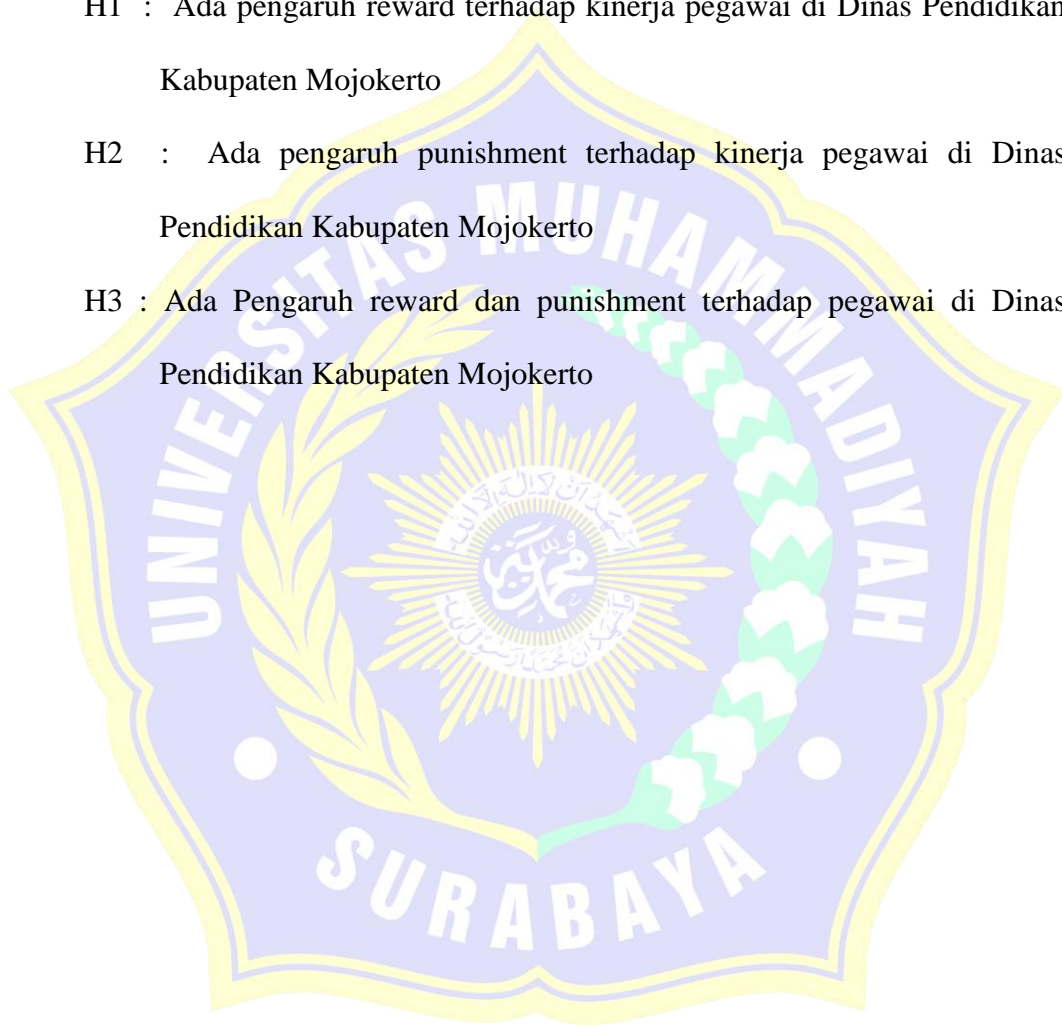 H1 : Ada pengaruh reward terhadap kinerja pegawai di Dinas Pendidikan
Kabupaten Mojokerto
H2 : Ada pengaruh punishment terhadap kinerja pegawai di Dinas
Pendidikan Kabupaten Mojokerto
H3 : Ada Pengaruh reward dan punishment terhadap pegawai di Dinas
Pendidikan Kabupaten Mojokerto
UNIVERSITAS MUHAMMADIYAH
SURABAYA